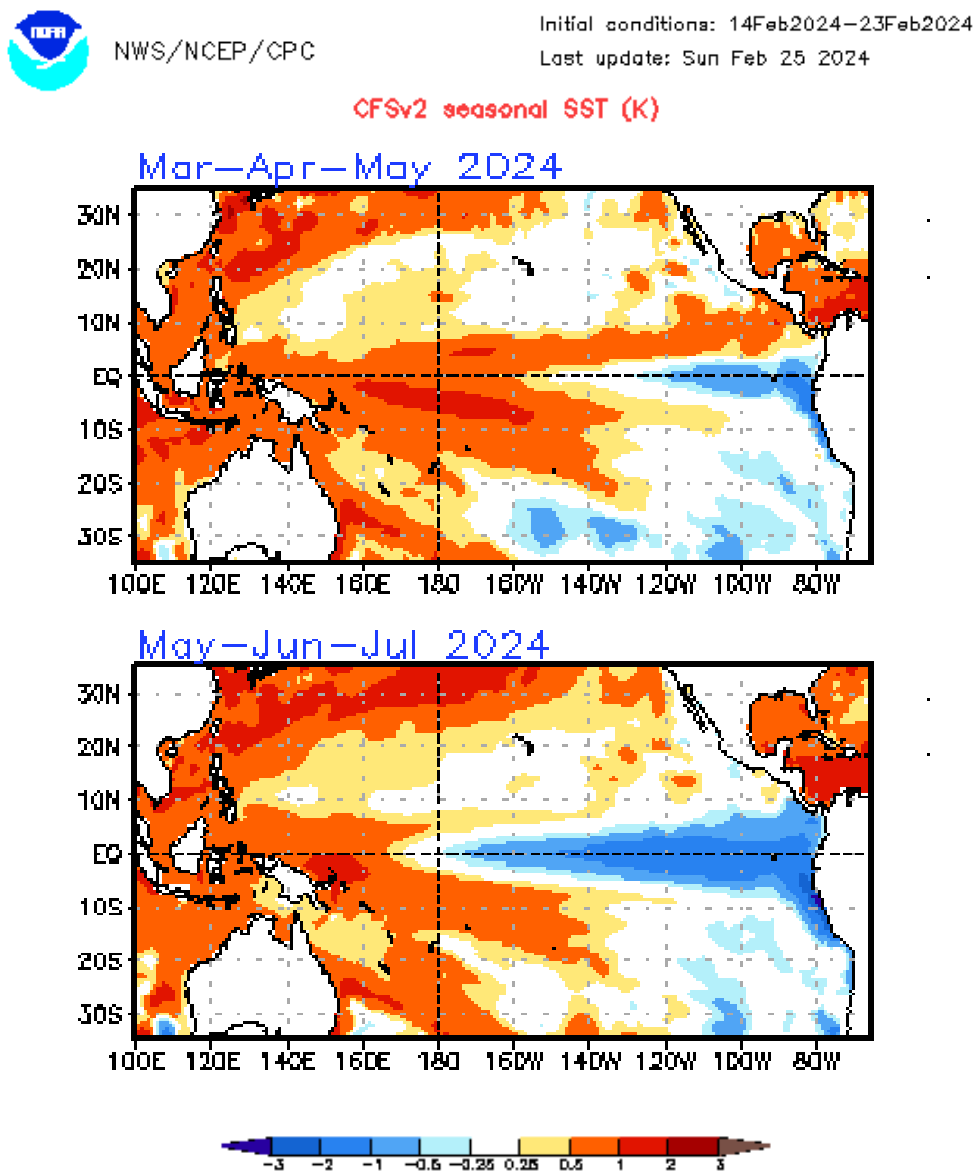 NOAA
NWS/NCEP/CPC
Initial conditions: 14Feb2024-23Feb2024
Last update: Sun Feb 25 2024
CFSv2 seasonal SST (K)
Mar-Apr-May 2024
30N
20N
10N
EQ
10S
20S
30S
100E 120E 140E 160E 180 160W 140W 120W 100W 80W
May-Jun-Jul 2024
30N
20N
10N
EQ
10S
20S
30S
100E 120E 140E 160E 180 160W 140W 120W 100W 80W
-3 -2 -1 -0.5 -0.25 0.25 0.5 1 2 3